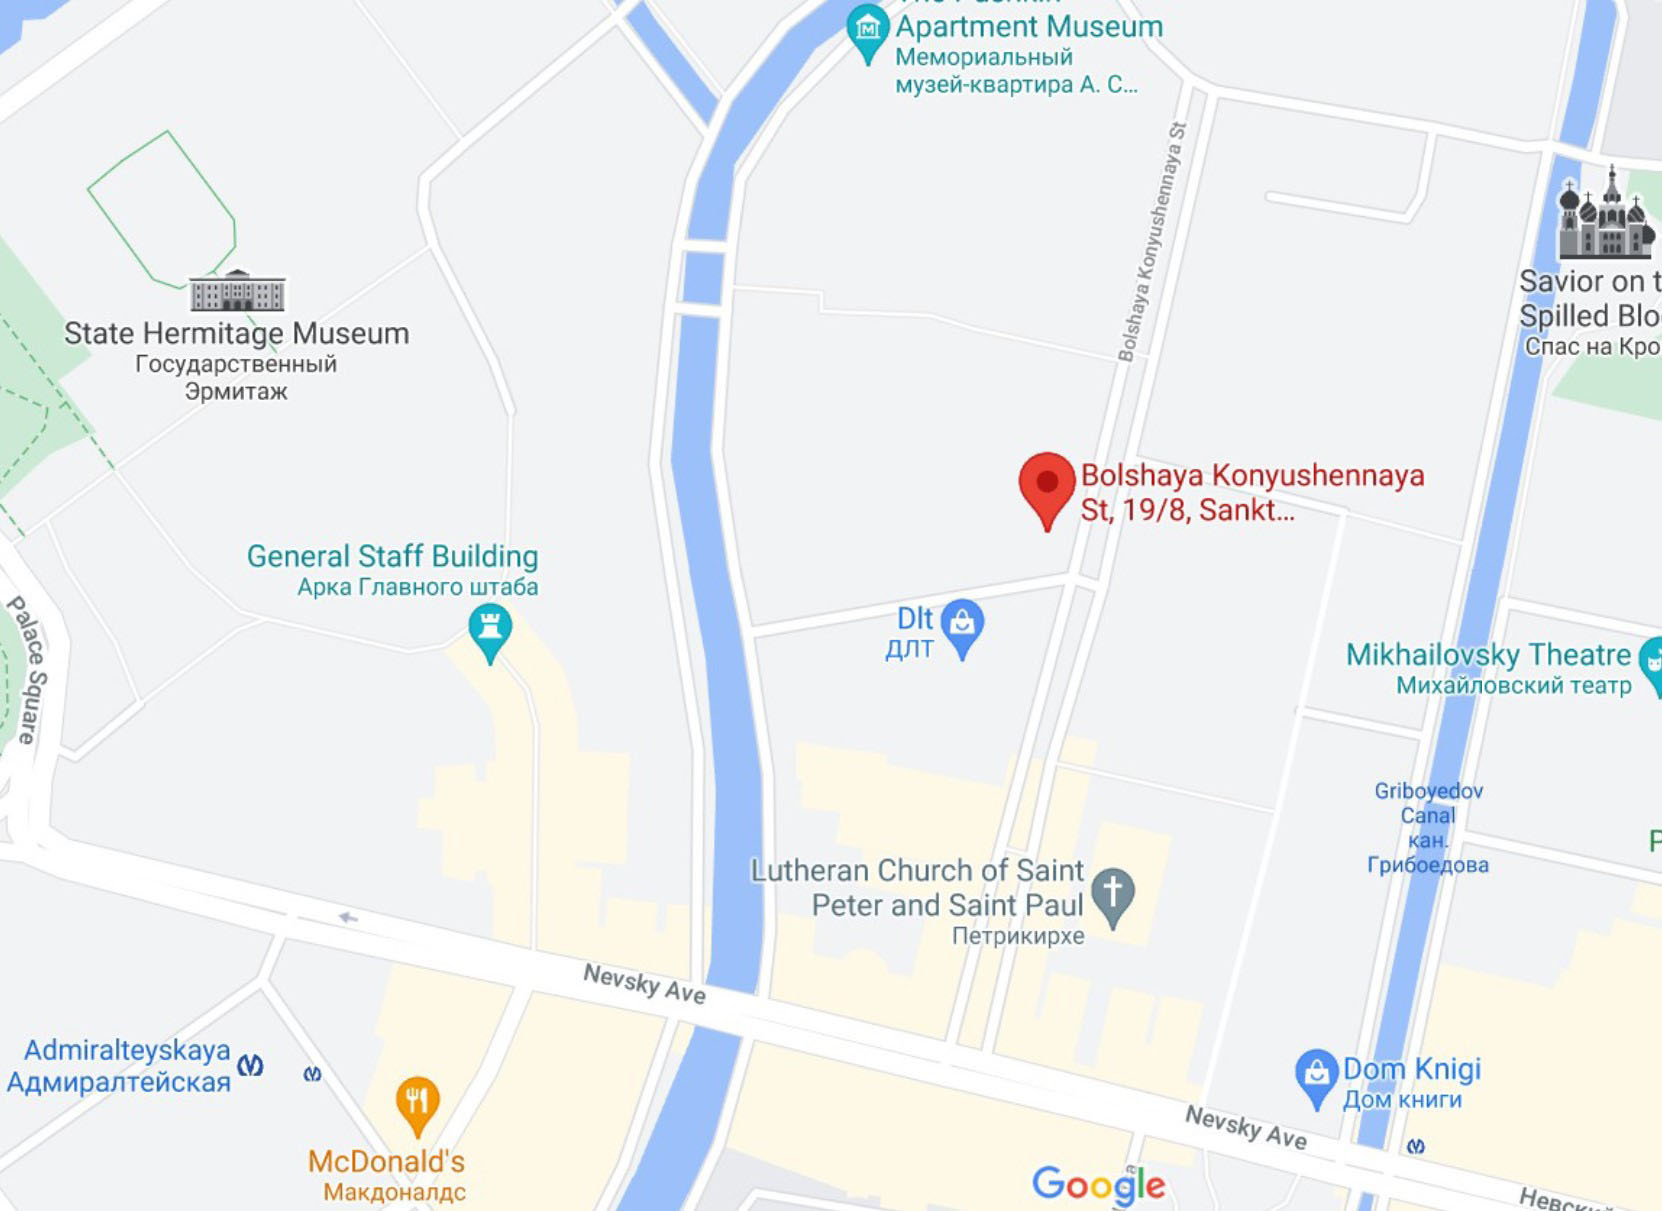 The Pushkin
Apartment Museum
Мемориальный
музей-квартира А. С...
Bolshaya Konyushennaya St
Savior on t
Spilled Blo
Спас на Кро
State Hermitage Museum
Государственный
Эрмитаж
Bolshaya Konyushennaya
St, 19/8, Sankt...
General Staff Building
Арка Главного штаба
Dlt
ДЛТ
Palace Square
Mikhailovsky Theatre
Михайловский театр
Griboyedov
Canal
кан.
Грибоедова
P
Lutheran Church of Saint
Peter and Saint Paul
Петрикирхе
Nevsky Ave
Admiralteyskaya
Адмиралтейская
McDonald's
Макдоналдс
Dom Knigi
Дом книги
Nevsky Ave
Google
Невский